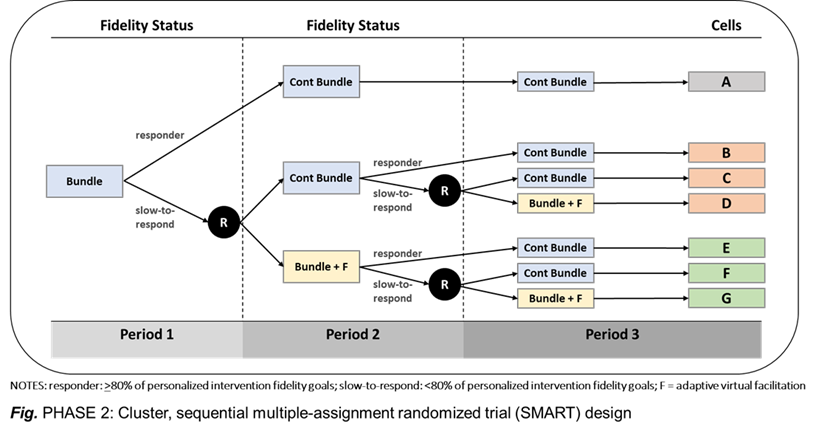 Fidelity Status
Fidelity Status
Cells
Cont Bundle
Cont Bundle
A
responder
Bundle
slow-to-
respond
R
Cont Bundle
responder
slow-to-
respond
R
Cont Bundle
B
Cont Bundle
C
Bundle + F
D
Bundle + F
responder
slow-to-
respond
R
Cont Bundle
E
Cont Bundle
F
Bundle + F
G
Period 1
Period 2
Period 3
NOTES: responder: ≥80% of personalized intervention fidelity goals; slow-to-respond: <80% of personalized intervention fidelity goals; F = adaptive virtual facilitation
Fig. PHASE 2: Cluster, sequential multiple-assignment randomized trial (SMART) design